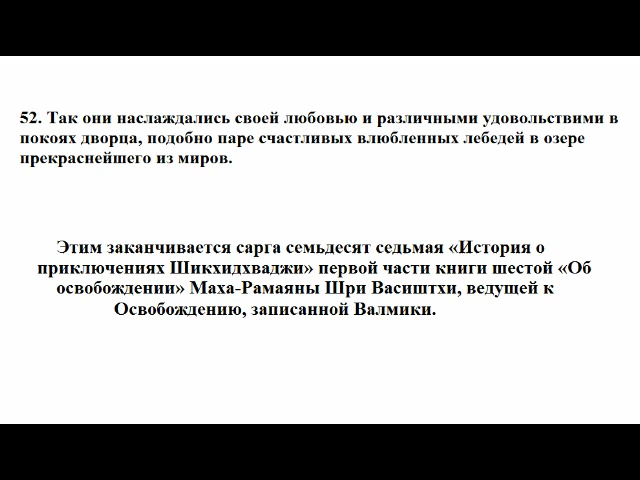 52. Так они наслаждались своей любовью и различными удовольствими в
покоях дворца, подобно паре счастливых влюбленных лебедей в озере
прекраснейшего из миров.
Этим заканчивается сарга семьдесят седьмая «История о
приключениях Шикхидхваджи» первой части книги шестой «Об
освобождении» Маха-Рамаяны Шри Васиштхи, ведущей к
Освобождению, записанной Валмики.